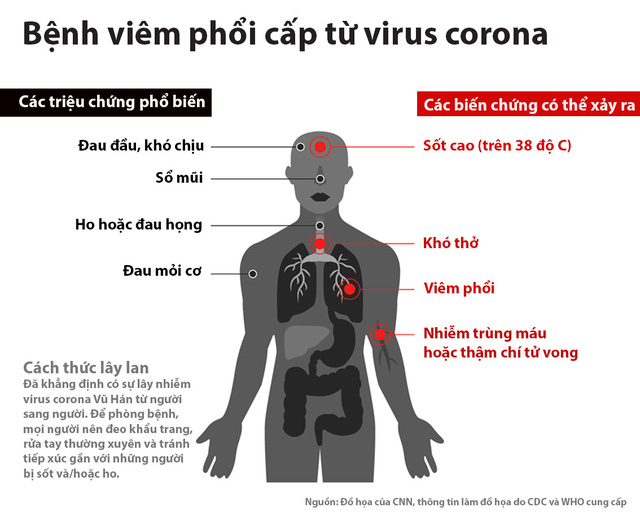 Bệnh viêm phổi cấp từ virus corona
Các triệu chứng phổ biến
Đau đầu, khó chịu
Sổ mũi
Ho hoặc đau họng
Đau mỏi cơ
Các biến chứng có thể xảy ra
Sốt cao (trên 38 độ C)
Khó thở
Viêm phổi
Nhiễm trùng máu
hoặc thậm chí tử vong
Cách thức lây lan
Đã khẳng định có sự lây nhiễm
virus corona Vũ Hán từ người
sang người. Để phòng bệnh,
mọi người nên đeo khẩu trang,
rửa tay thường xuyên và tránh
tiếp xúc gần với những người
bị sốt và/hoặc ho.
Nguồn: Đồ họa của CNN, thông tin làm đồ họa do CDC và WHO cung cấp